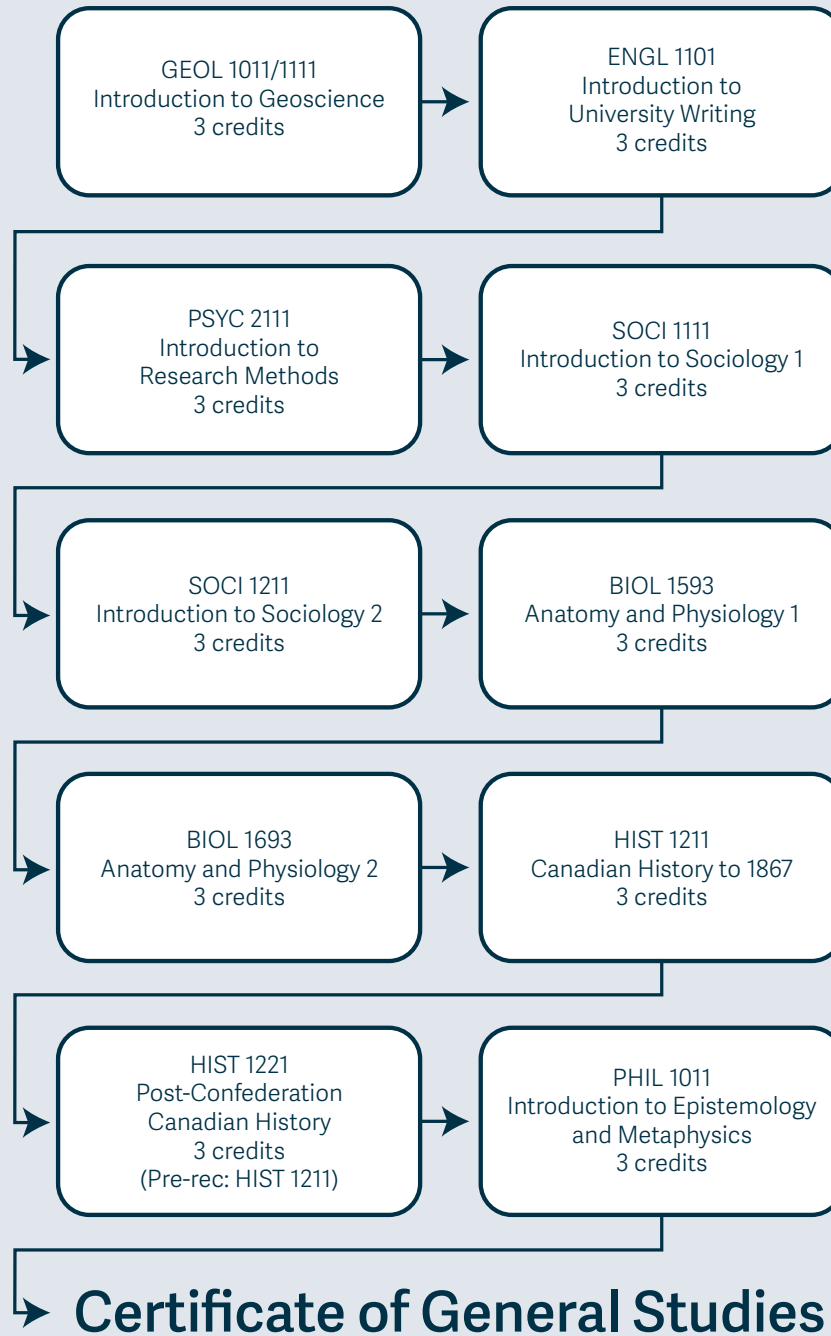 GEOL 1011/1111
Introduction to Geoscience
3 credits
ENGL 1101
Introduction to
University Writing
3 credits
PSYC 2111
Introduction to
Research Methods
3 credits
SOCI 1111
Introduction to Sociology 1
3 credits
SOCI 1211
Introduction to Sociology 2
3 credits
BIOL 1593
Anatomy and Physiology 1
3 credits
BIOL 1693
Anatomy and Physiology 2
3 credits
HIST 1211
Canadian History to 1867
3 credits
HIST 1221
Post-Confederation
Canadian History
3 credits
(Pre-rec: HIST 1211)
PHIL 1011
Introduction to Epistemology
and Metaphysics
3 credits
Certificate of General Studies